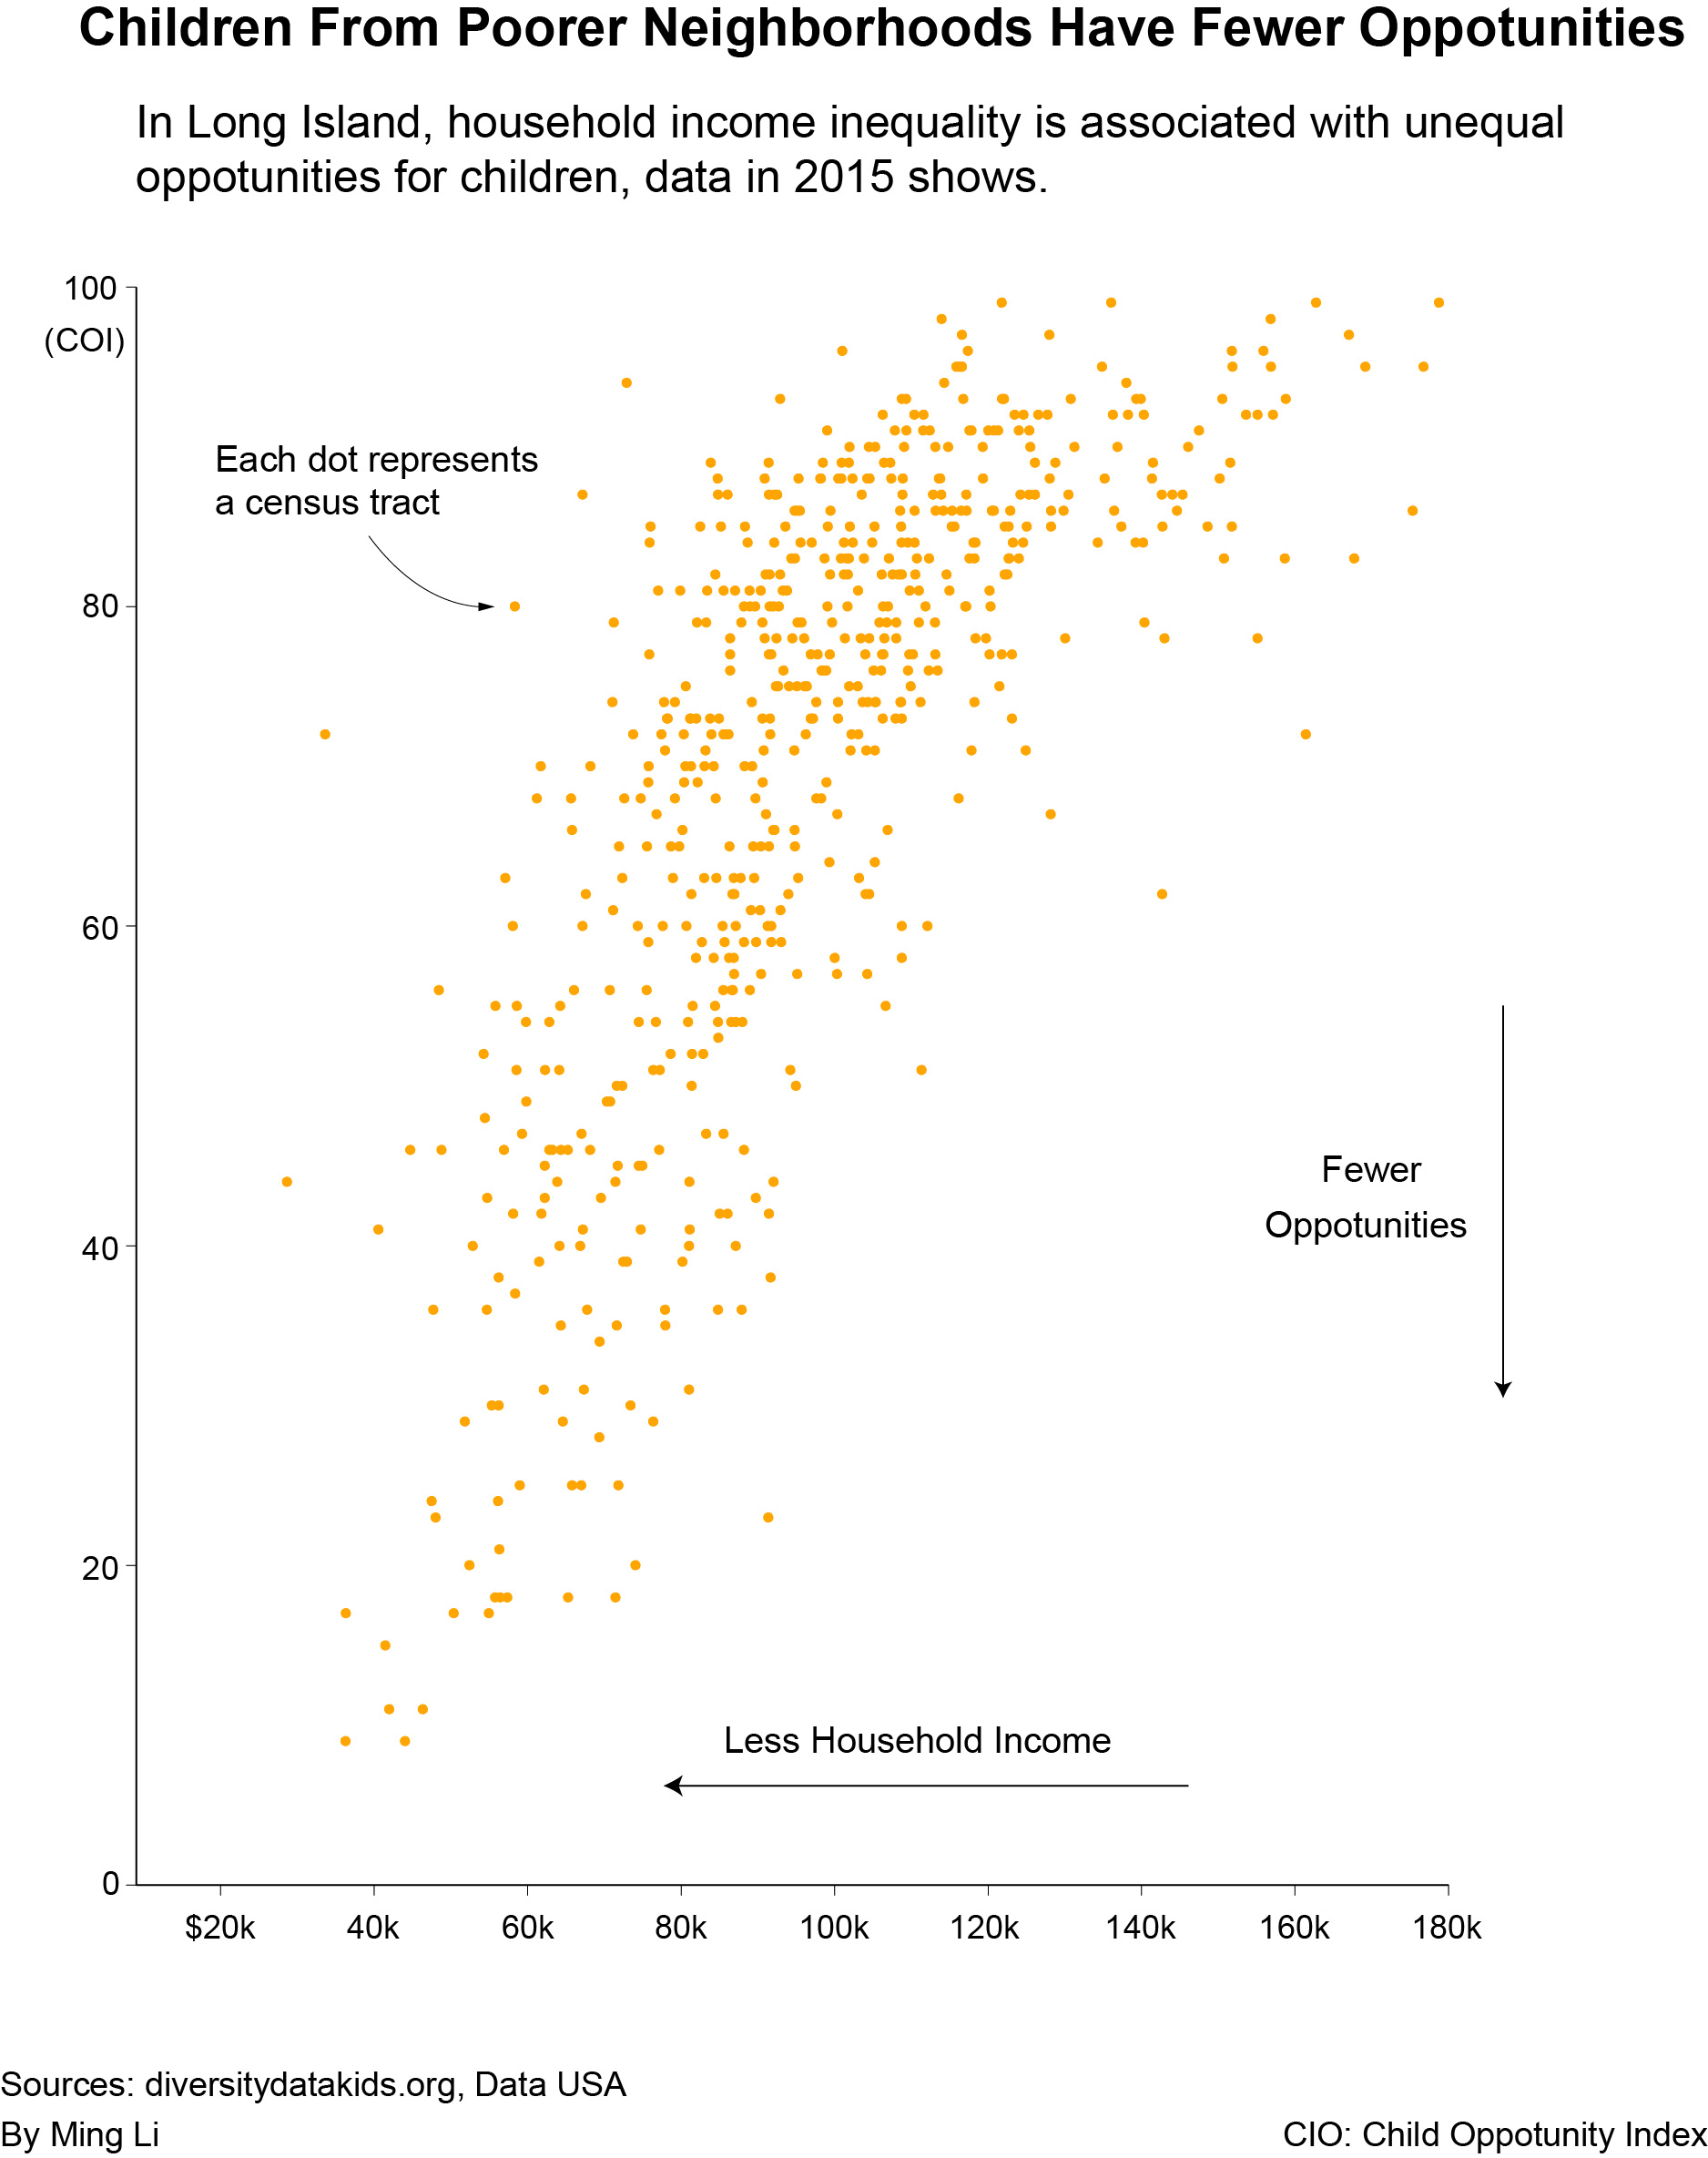 Children From Poorer Neighborhoods Have Fewer Oppotunities
In Long Island, household income inequality is associated with unequal
oppotunities for children, data in 2015 shows.
100
(COI)
Each dot represents
a census tract
80
60
Fewer
Oppotunities
40
20
Less Household Income
0
$20k 40k 60k 80k 100k 120k 140k 160k 180k
Sources: diversitydatakids.org, Data USA
By Ming Li
CIO: Child Oppotunity Index